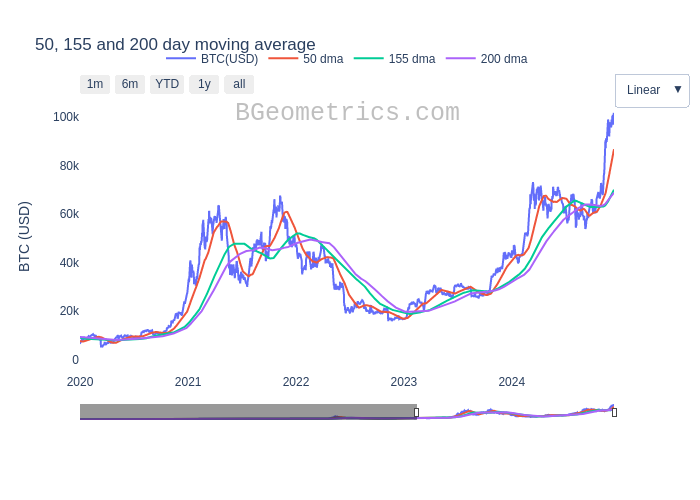 50, 155 and 200 day moving average
BTC(USD) 50 dma 155 dma 200 dma
1m 6m YTD 1y all
Linear ▼
BGeometrics.com
100k
80k
60k
40k
20k
0
BTC (USD)
2020 2021 2022 2023 2024